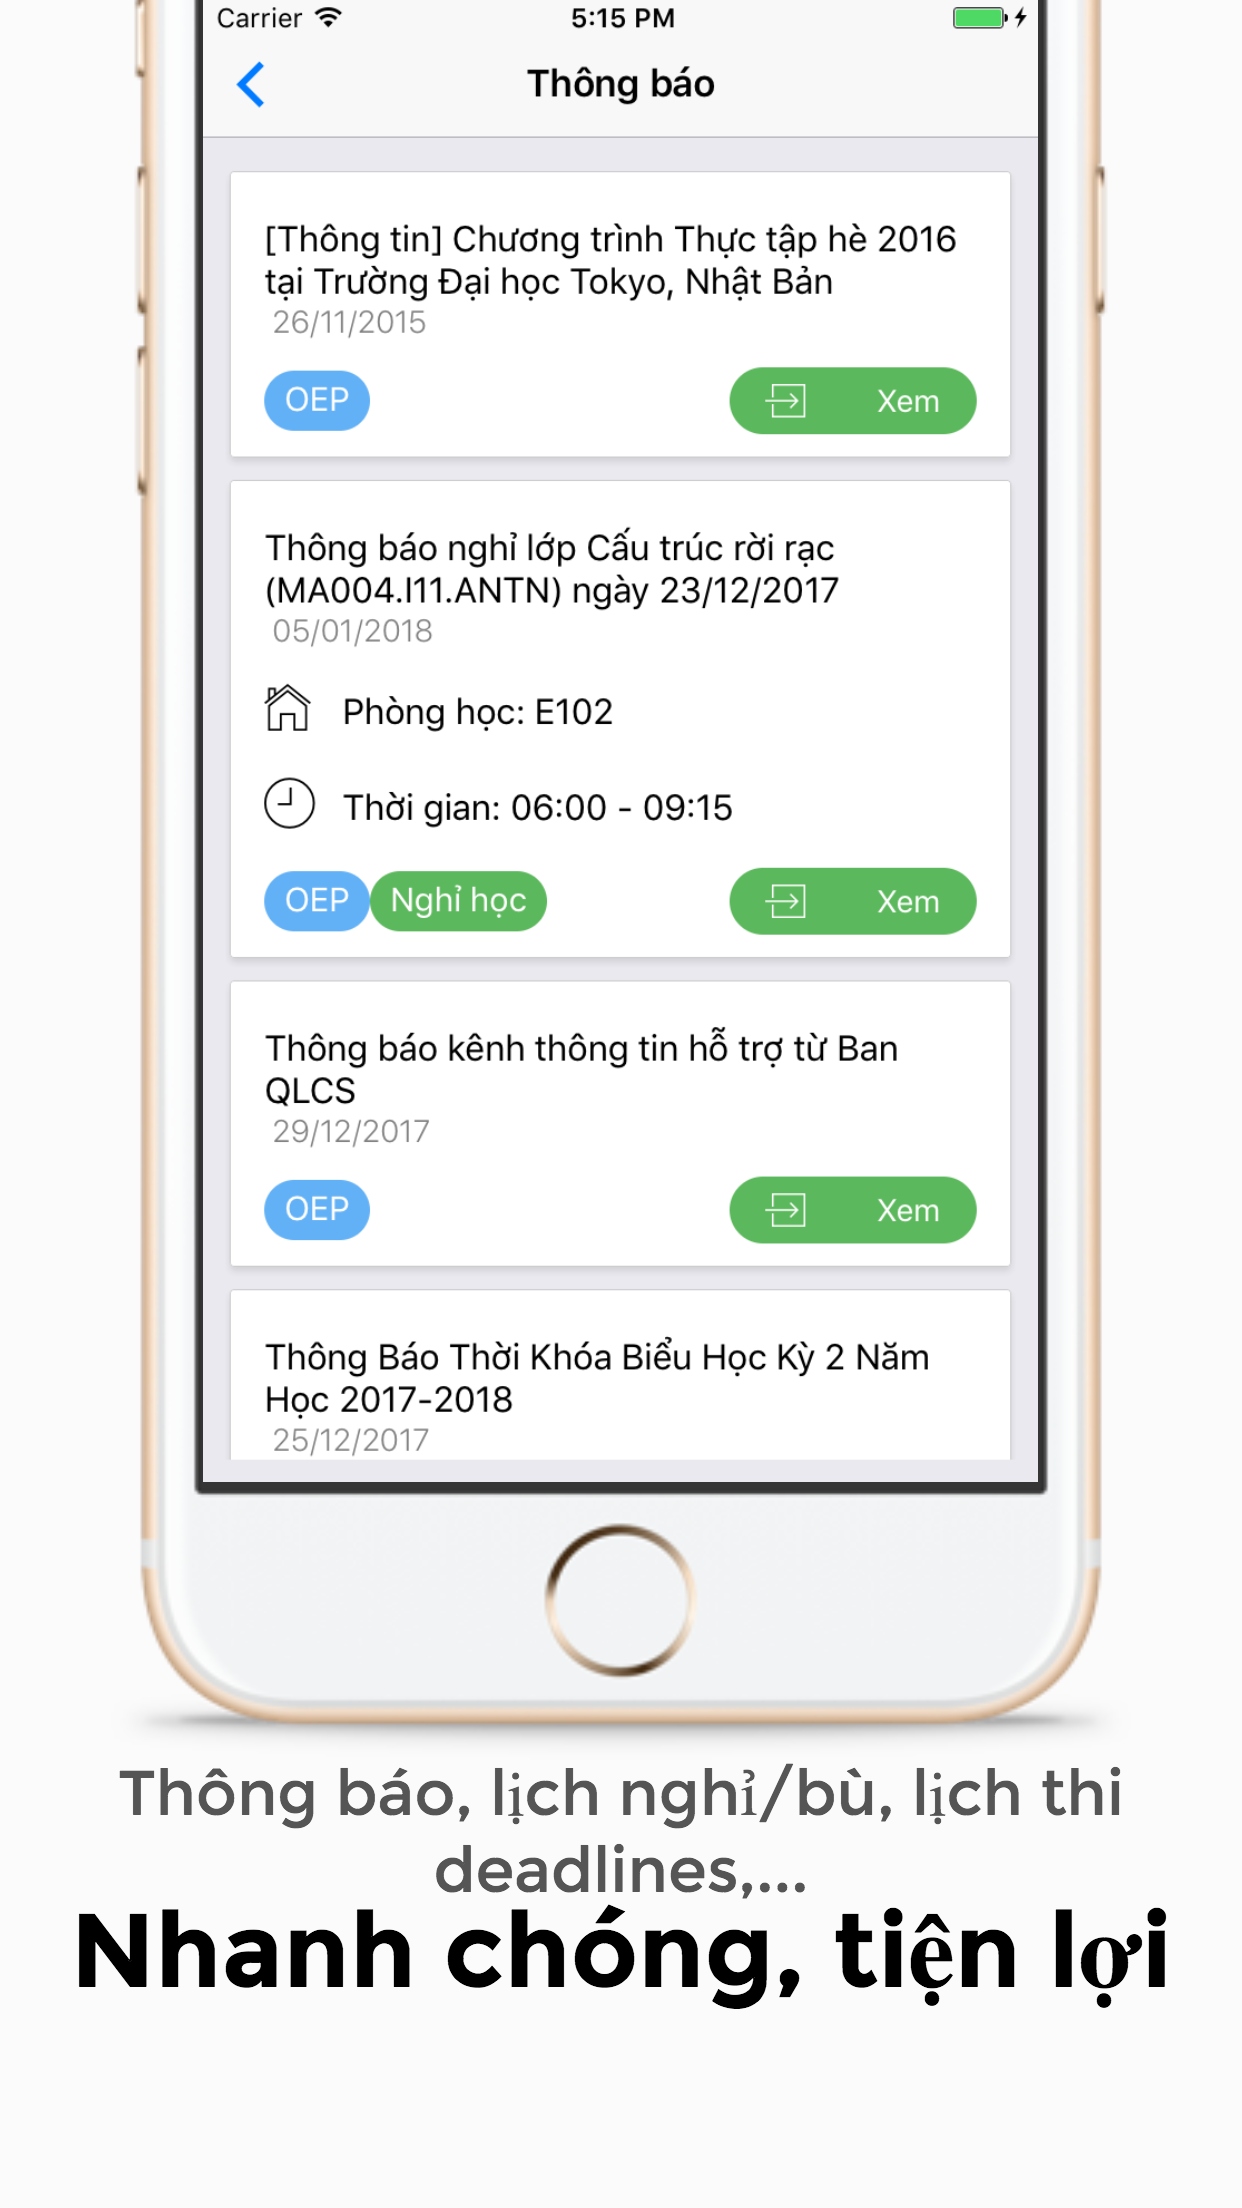 Carrier 5:15 PM
Thông báo
[Thông tin] Chương trình Thực tập hè 2016
tại Trường Đại học Tokyo, Nhật Bản
26/11/2015
OEP Xem
Thông báo nghỉ lớp Cấu trúc rời rạc
(MA004.I11.ANTN) ngày 23/12/2017
05/01/2018
Phòng học: E102
Thời gian: 06:00 - 09:15
OEP Nghỉ học Xem
Thông báo kênh thông tin hỗ trợ từ Ban
QLCS
29/12/2017
OEP Xem
Thông Báo Thời Khóa Biểu Học Kỳ 2 Năm
Học 2017-2018
25/12/2017
Thông báo, lịch nghỉ/bù, lịch thi
deadlines,...
Nhanh chóng, tiện lợi